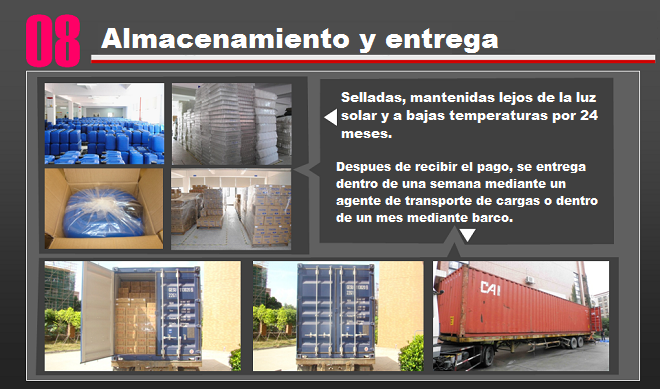 08 Almacenamiento y entrega
Selladas, mantenidas lejos de la luz
solar y a bajas temperaturas por 24
meses.
Despues de recibir el pago, se entrega
dentro de una semana mediante un
agente de transporte de cargas o dentro
de un mes mediante barco.
CAI